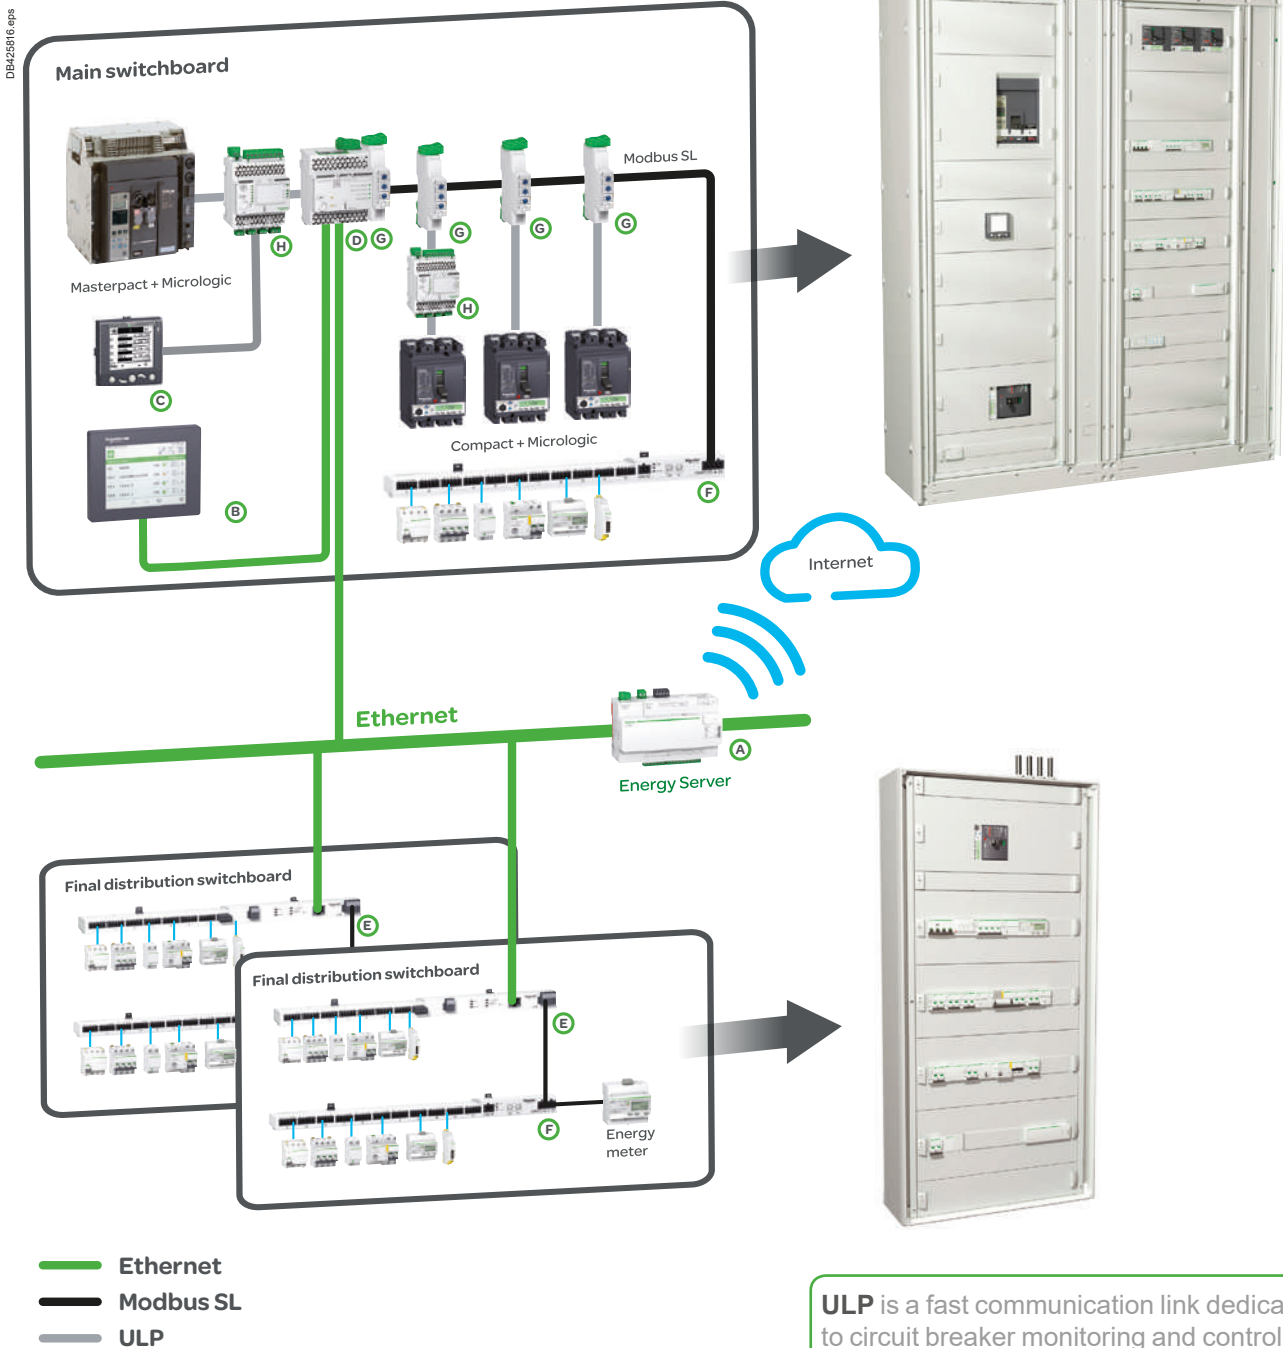 DB425816.eps
Main switchboard
Modbus SL
H
D
G
G
G
G
Masterpact + Micrologic
H
C
Compact + Micrologic
B
F
Internet
Ethernet
A
Energy Server
Final distribution switchboard
E
Final distribution switchboard
E
F
Energy
meter
Ethernet
Modbus SL
ULP
ULP is a fast communication link dedica
to circuit breaker monitoring and control